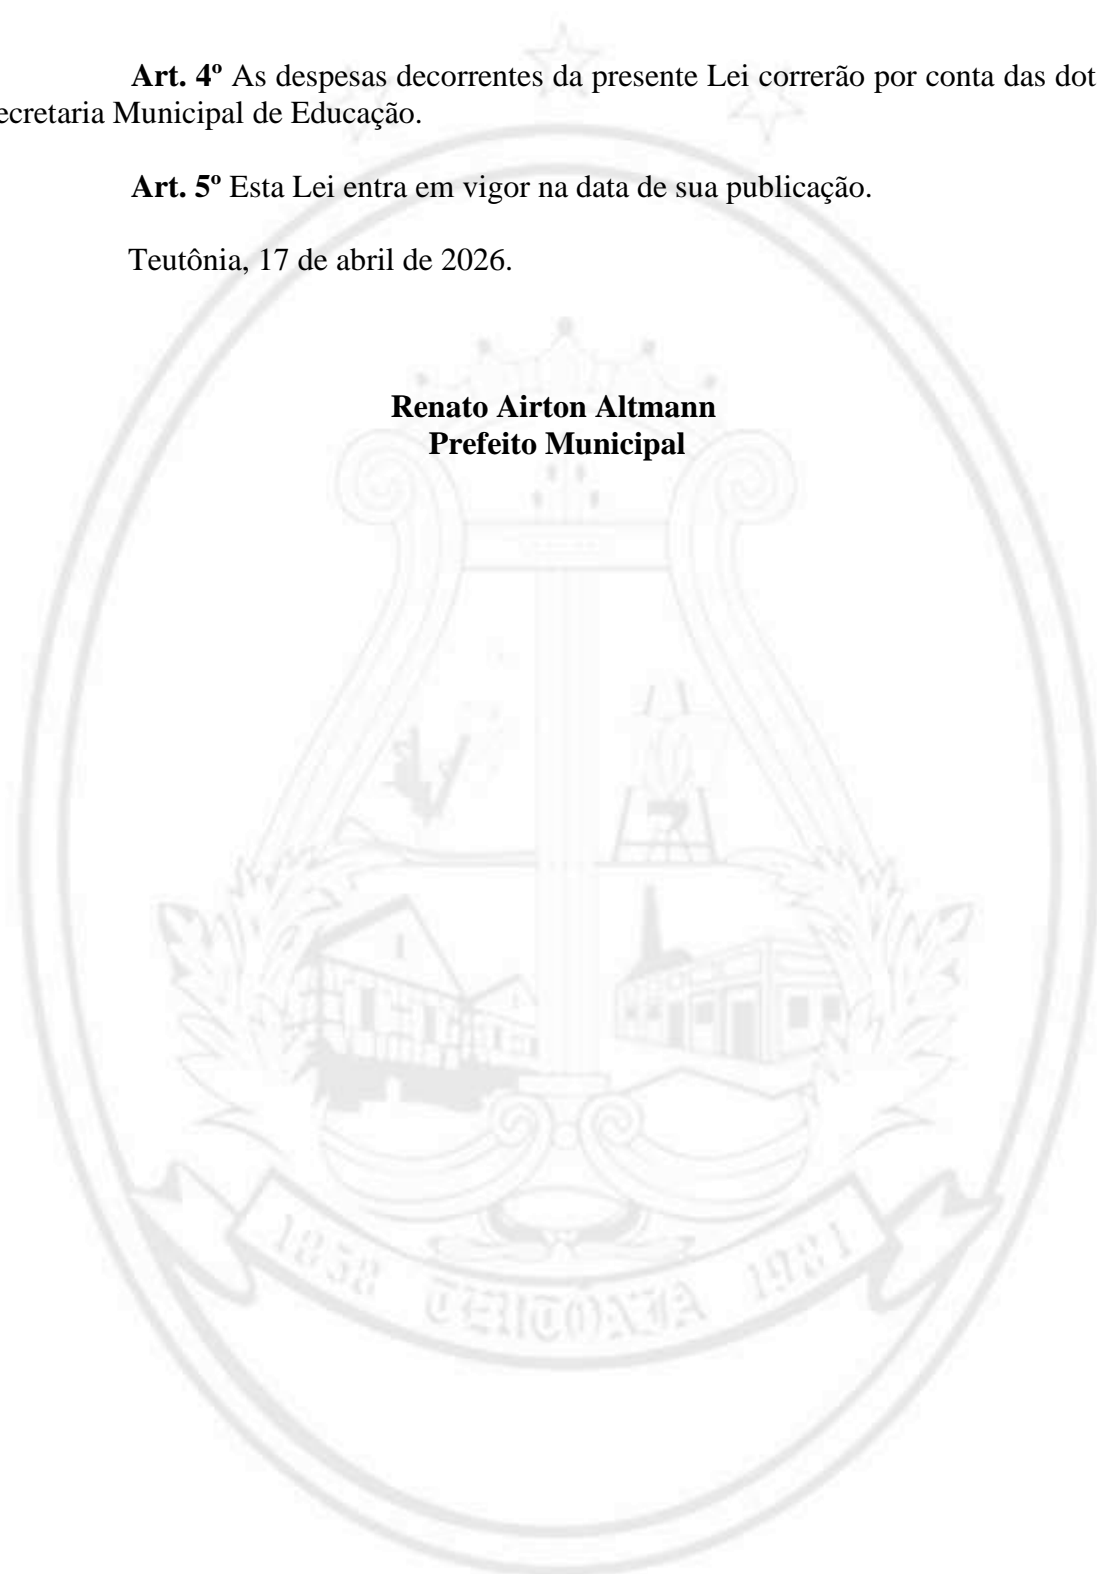 Art. 4º As despesas decorrentes da presente Lei correrão por conta das dot
ecretaria Municipal de Educação.
Art. 5º Esta Lei entra em vigor na data de sua publicação.
Teutônia, 17 de abril de 2026.
Renato Airton Altmann
Prefeito Municipal
1858 TEUTÔNIA 1981